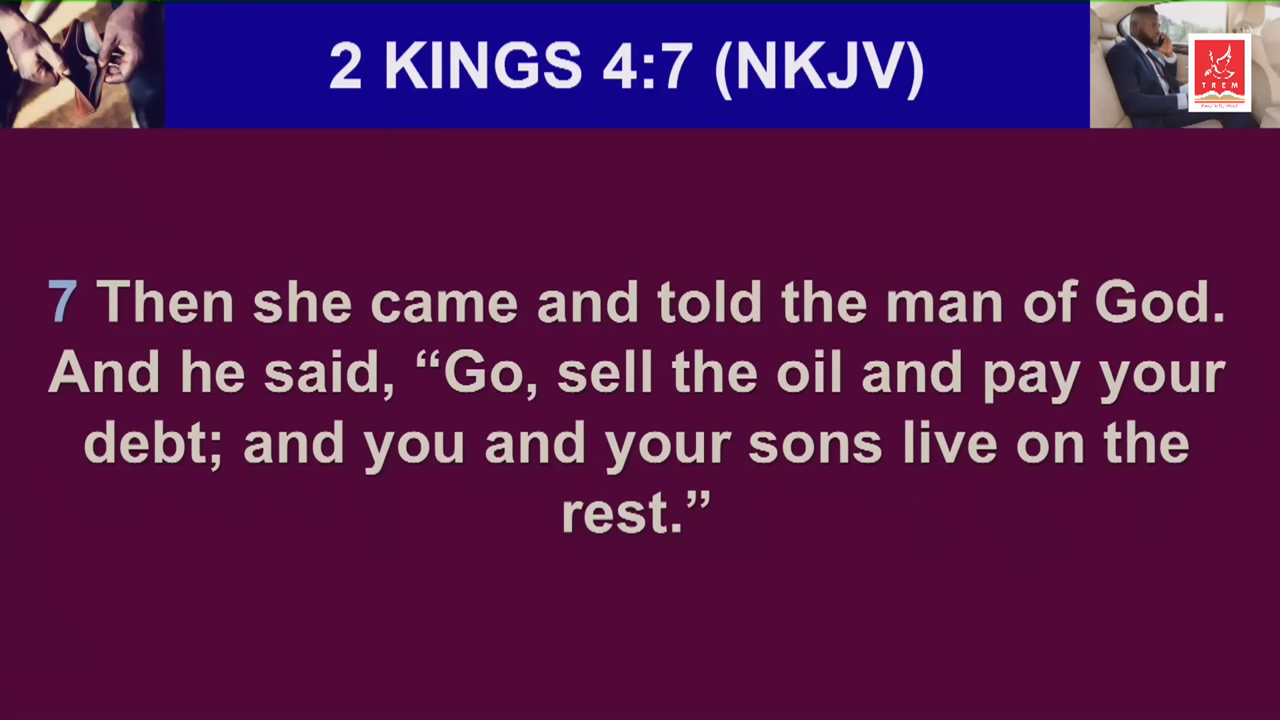 2 KINGS 4:7 (NKJV)
TREM
7 Then she came and told the man of God.
And he said, “Go, sell the oil and pay your
debt; and you and your sons live on the
rest.”